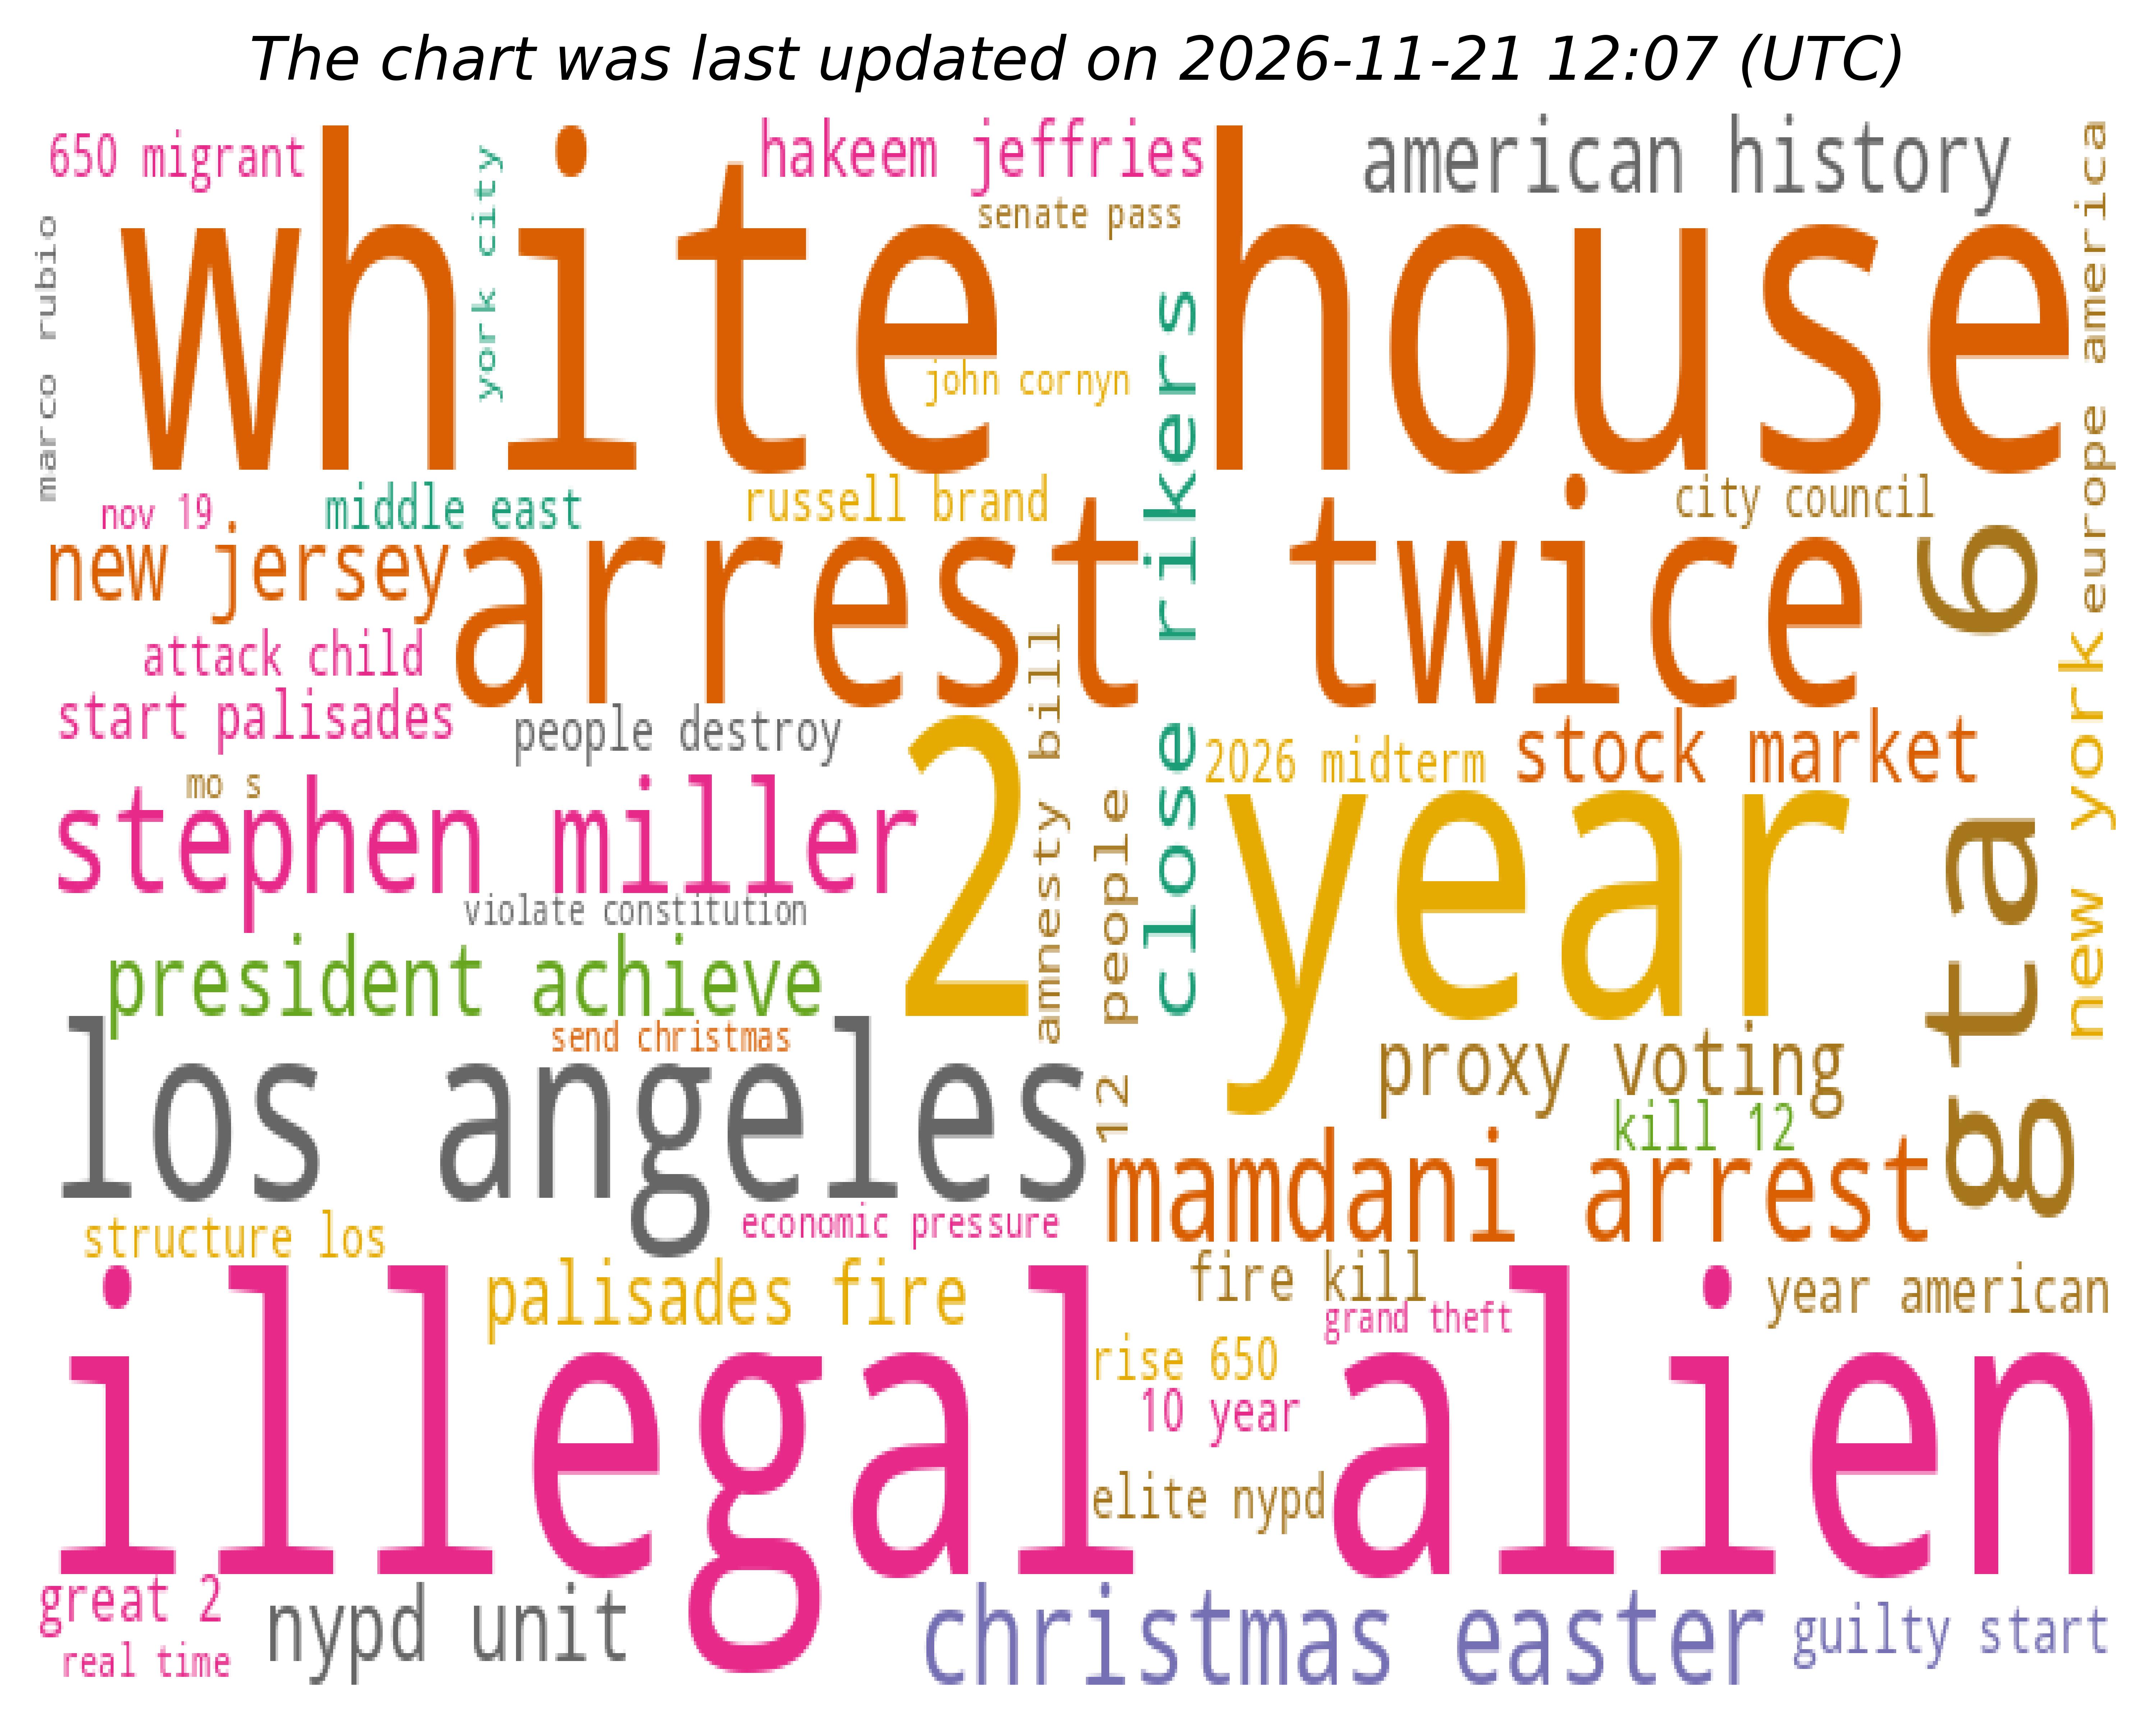 The chart was last updated on 2026-11-21 12:07 (UTC)
650 migrant
hakeem jeffries
american history
senate pass
white house
york city
marco rubio
europe america
john cornyn
close rikers
nov 19
middle east
russell brand
city council
new jersey
arrest twice
gta 6
attack child
start palisades
people destroy
amnesty bill
2026 midterm
stock market
new york
mo s
stephen miller
2 year
12 people
violate constitution
president achieve
send christmas
los angeles
proxy voting
kill 12
mamdani arrest
structure los
economic pressure
palisades fire
fire kill
grand theft
year american
illegal alien
rise 650
10 year
elite nypd
great 2
nypd unit
christmas easter
guilty start
real time